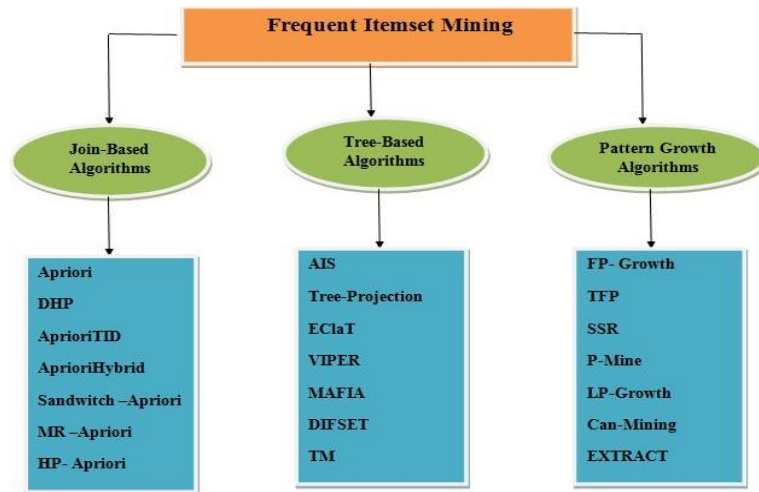 Frequent Itemset Mining
Join-Based
Algorithms
Tree-Based
Algorithms
Pattern Growth
Algorithms
Apriori
DHP
AprioriTID
AprioriHybrid
Sandwitch –Apriori
MR –Apriori
HP- Apriori
AIS
Tree-Projection
EClaT
VIPER
MAFIA
DIFSET
TM
FP- Growth
TFP
SSR
P-Mine
LP-Growth
Can-Mining
EXTRACT